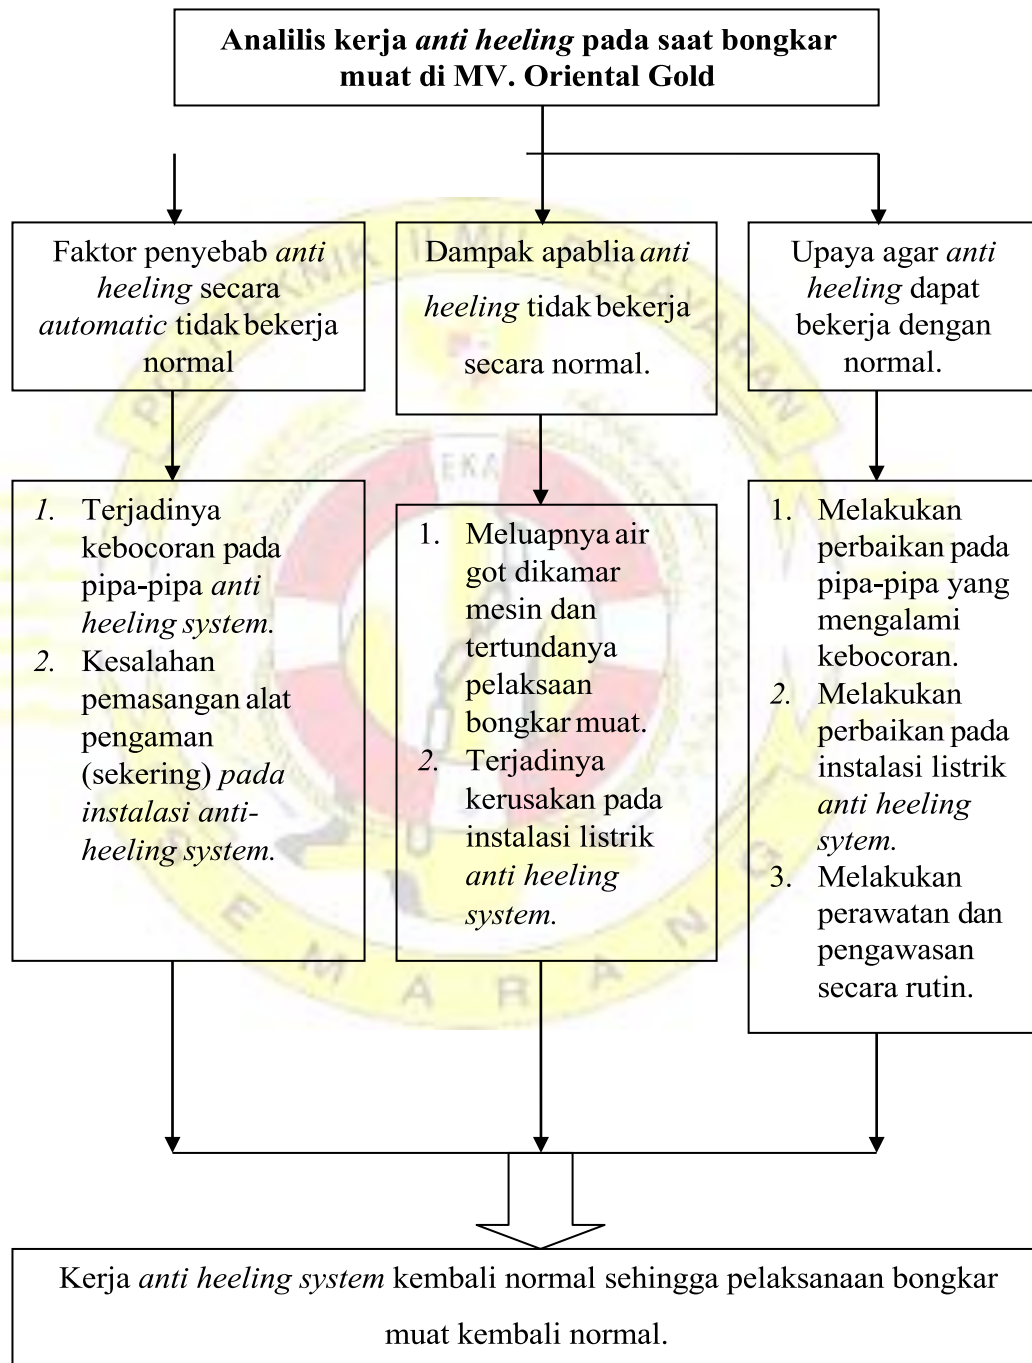 Analilis kerja anti heeling pada saat bongkar
muat di MV. Oriental Gold
Faktor penyebab anti
heeling secara
automatic tidak bekerja
normal
Dampak apablia anti
heeling tidak bekerja
secara normal.
Upaya agar anti
heeling dapat
bekerja dengan
normal.
1. Terjadinya
kebocoran pada
pipa-pipa anti
heeling system.
2. Kesalahan
pemasangan alat
pengaman
(sekering) pada
instalasi anti-
heeling system.
1. Meluapnya air
got dikamar
mesin dan
tertundanya
pelaksaan
bongkar muat.
2. Terjadinya
kerusakan pada
instalasi listrik
anti heeling
system.
1. Melakukan
perbaikan pada
pipa-pipa yang
mengalami
kebocoran.
2. Melakukan
perbaikan pada
instalasi listrik
anti heeling
sytem.
3. Melakukan
perawatan dan
pengawasan
secara rutin.
Kerja anti heeling system kembali normal sehingga pelaksanaan bongkar
muat kembali normal.
SEMARANG